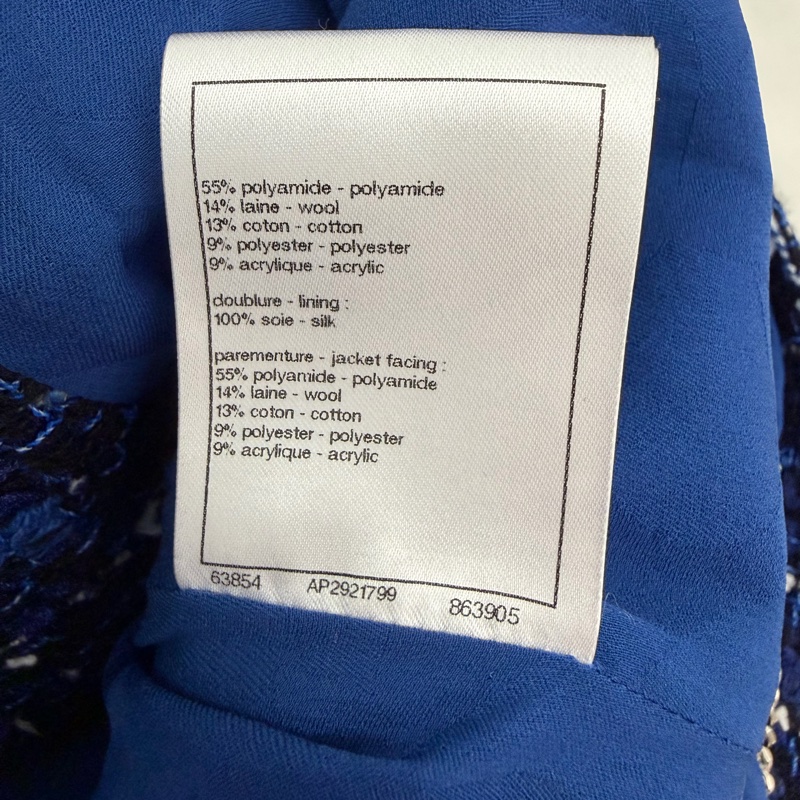 55% polyamide - polyamide
14% laine - wool
13% coton - cotton
9% polyester - polyester
9% acrylique - acrylic
doublure - lining :
100% soie - silk
parementure - jacket facing :
55% polyamide - polyamide
14% laine - wool
13% coton - cotton
9% polyester - polyester
9% acrylique - acrylic
63854 AP2921799 863905